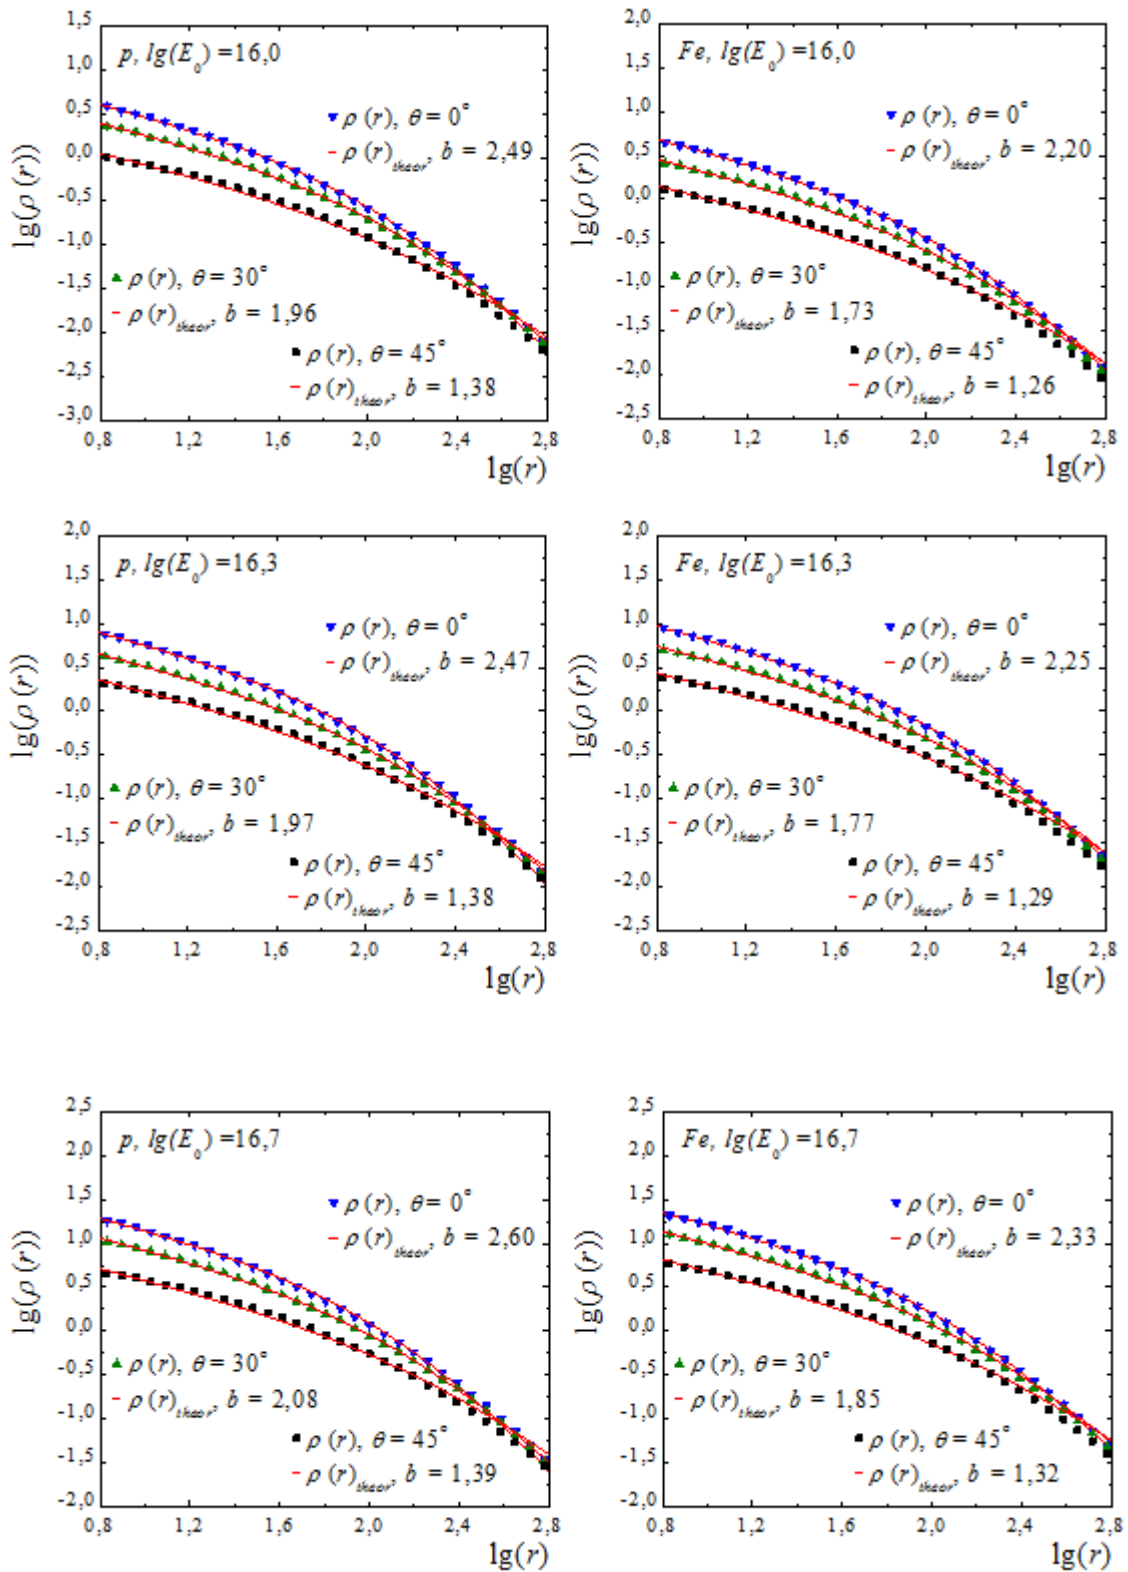 p, lg(E₀) =16,0
ρ (r), θ = 0°
ρ (r)theor, b = 2,49
ρ (r), θ = 30°
ρ (r)theor, b = 1,96
ρ (r), θ = 45°
ρ (r)theor, b = 1,38
lg(ρ (r))
1,5
1,0
0,5
0,0
-0,5
-1,0
-1,5
-2,0
-2,5
-3,0
0,8 1,2 1,6 2,0 2,4 2,8
lg(r)
Fe, lg(E₀) =16,0
ρ (r), θ = 0°
ρ (r)theor, b = 2,20
ρ (r), θ = 30°
ρ (r)theor, b = 1,73
ρ (r), θ = 45°
ρ (r)theor, b = 1,26
lg(ρ (r))
2,0
1,5
1,0
0,5
0,0
-0,5
-1,0
-1,5
-2,0
-2,5
0,8 1,2 1,6 2,0 2,4 2,8
lg(r)
p, lg(E₀) =16,3
ρ (r), θ = 0°
ρ (r)theor, b = 2,47
ρ (r), θ = 30°
ρ (r)theor, b = 1,97
ρ (r), θ = 45°
ρ (r)theor, b = 1,38
lg(ρ (r))
2,0
1,5
1,0
0,5
0,0
-0,5
-1,0
-1,5
-2,0
-2,5
0,8 1,2 1,6 2,0 2,4 2,8
lg(r)
Fe, lg(E₀) =16,3
ρ (r), θ = 0°
ρ (r)theor, b = 2,25
ρ (r), θ = 30°
ρ (r)theor, b = 1,77
ρ (r), θ = 45°
ρ (r)theor, b = 1,29
lg(ρ (r))
2,0
1,5
1,0
0,5
0,0
-0,5
-1,0
-1,5
-2,0
-2,5
0,8 1,2 1,6 2,0 2,4 2,8
lg(r)
p, lg(E₀) =16,7
ρ (r), θ = 0°
ρ (r)theor, b = 2,60
ρ (r), θ = 30°
ρ (r)theor, b = 2,08
ρ (r), θ = 45°
ρ (r)theor, b = 1,39
lg(ρ (r))
2,5
2,0
1,5
1,0
0,5
0,0
-0,5
-1,0
-1,5
-2,0
0,8 1,2 1,6 2,0 2,4 2,8
lg(r)
Fe, lg(E₀) =16,7
ρ (r), θ = 0°
ρ (r)theor, b = 2,33
ρ (r), θ = 30°
ρ (r)theor, b = 1,85
ρ (r), θ = 45°
ρ (r)theor, b = 1,32
lg(ρ (r))
2,5
2,0
1,5
1,0
0,5
0,0
-0,5
-1,0
-1,5
-2,0
0,8 1,2 1,6 2,0 2,4 2,8
lg(r)